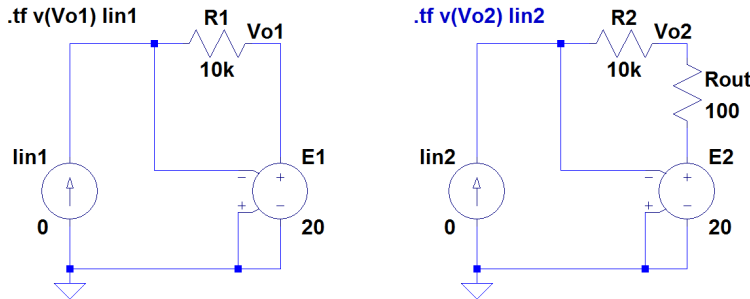 .tf v(Vo1) Iin1
R1
Vo1
10k
Iin1
0
E1
20
.tf v(Vo2) Iin2
R2
Vo2
10k
Rout
100
Iin2
0
E2
20